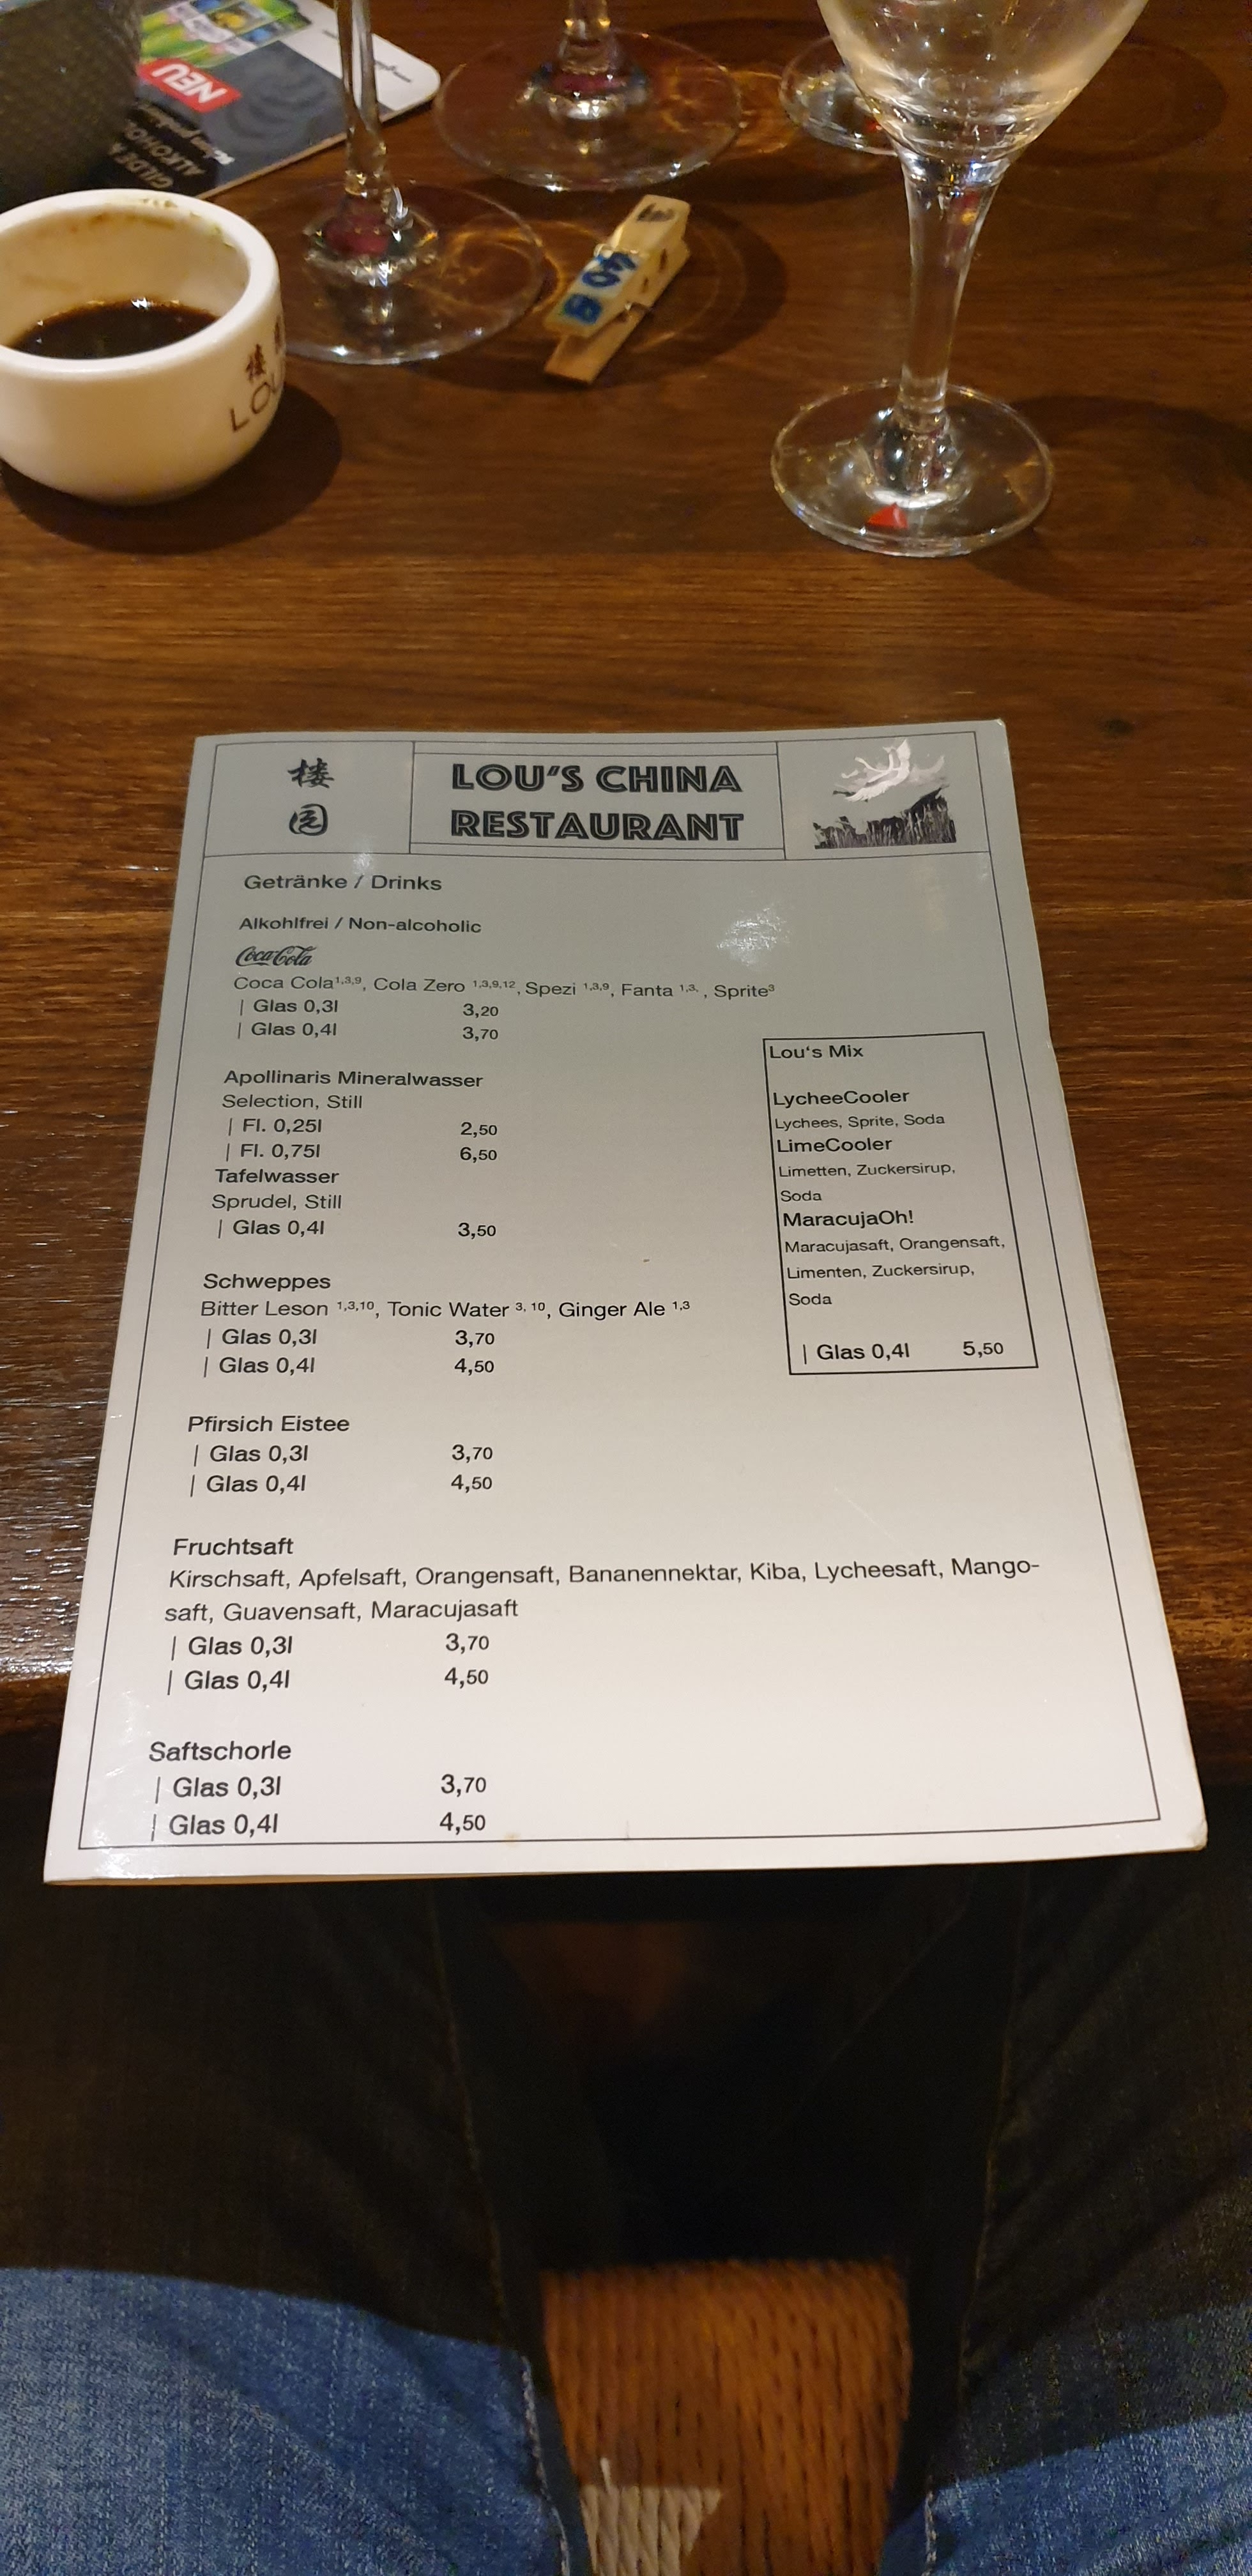 NEU
GILDE
ALKOHO
楼
LOU
B 05
楼
园
LOU'S CHINA
RESTAURANT
Getränke / Drinks
Alkohlfrei / Non-alcoholic
Coca-Cola
Coca Cola1,3,9, Cola Zero 1,3,9,12, Spezi 1,3,9, Fanta 1,3, , Sprite3
| Glas 0,3l 3,20
| Glas 0,4l 3,70
Apollinaris Mineralwasser
Selection, Still
| Fl. 0,25l 2,50
| Fl. 0,75l 6,50
Tafelwasser
Sprudel, Still
| Glas 0,4l 3,50
Schweppes
Bitter Leson 1,3,10, Tonic Water 3, 10, Ginger Ale 1,3
| Glas 0,3l 3,70
| Glas 0,4l 4,50
Pfirsich Eistee
| Glas 0,3l 3,70
| Glas 0,4l 4,50
Lou's Mix
LycheeCooler
Lychees, Sprite, Soda
LimeCooler
Limetten, Zuckersirup,
Soda
MaracujaOh!
Maracujasaft, Orangensaft,
Limenten, Zuckersirup,
Soda
| Glas 0,4l 5,50
Fruchtsaft
Kirschsaft, Apfelsaft, Orangensaft, Bananennektar, Kiba, Lycheesaft, Mango-
saft, Guavensaft, Maracujasaft
| Glas 0,3l 3,70
| Glas 0,4l 4,50
Saftschorle
| Glas 0,3l 3,70
| Glas 0,4l 4,50